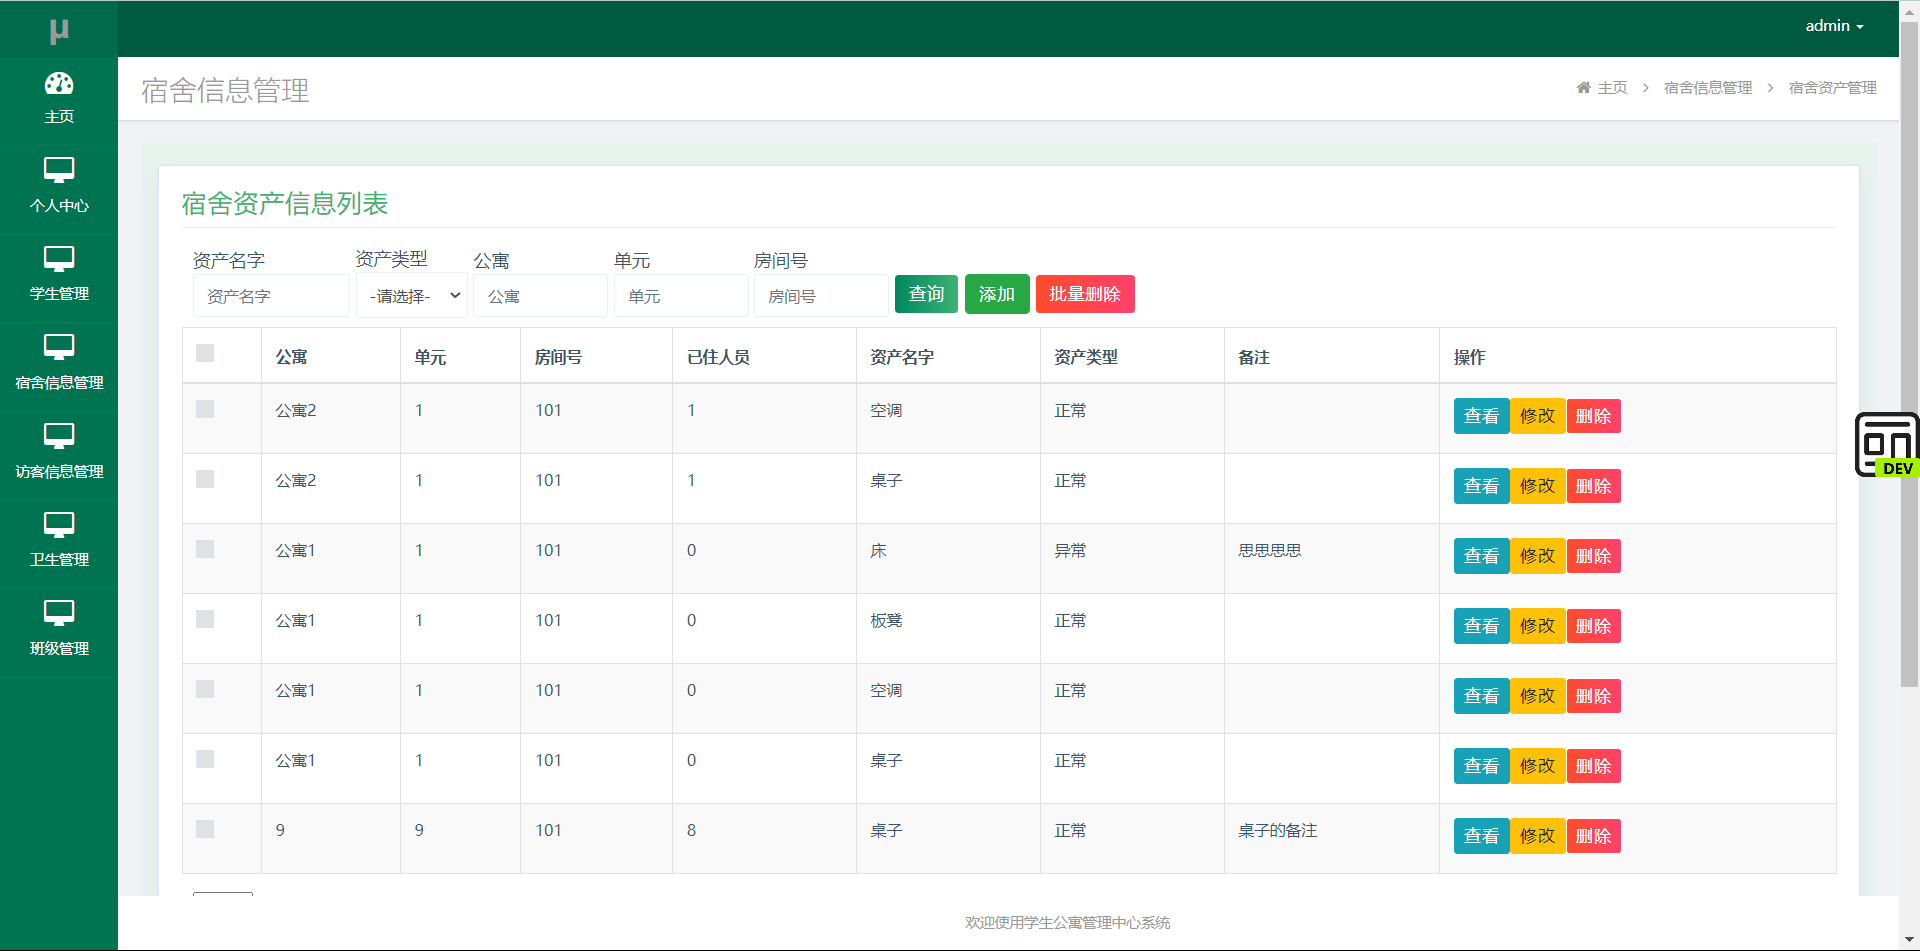 µ
admin
主页
个人中心
学生管理
宿舍信息管理
访客信息管理
卫生管理
班级管理
宿舍信息管理
主页 > 宿舍信息管理 > 宿舍资产管理
宿舍资产信息列表
资产名字 资产类型 公寓 单元 房间号
资产名字 -请选择- 公寓 单元 房间号 查询 添加 批量删除
公寓 单元 房间号 已住人员 资产名字 资产类型 备注 操作
公寓2 1 101 1 空调 正常 查看 修改 删除
公寓2 1 101 1 桌子 正常 查看 修改 删除
公寓1 1 101 0 床 异常 思思思思 查看 修改 删除
公寓1 1 101 0 板凳 正常 查看 修改 删除
公寓1 1 101 0 空调 正常 查看 修改 删除
公寓1 1 101 0 桌子 正常 查看 修改 删除
9 9 101 8 桌子 正常 桌子的备注 查看 修改 删除
DEV
欢迎使用学生公寓管理中心系统